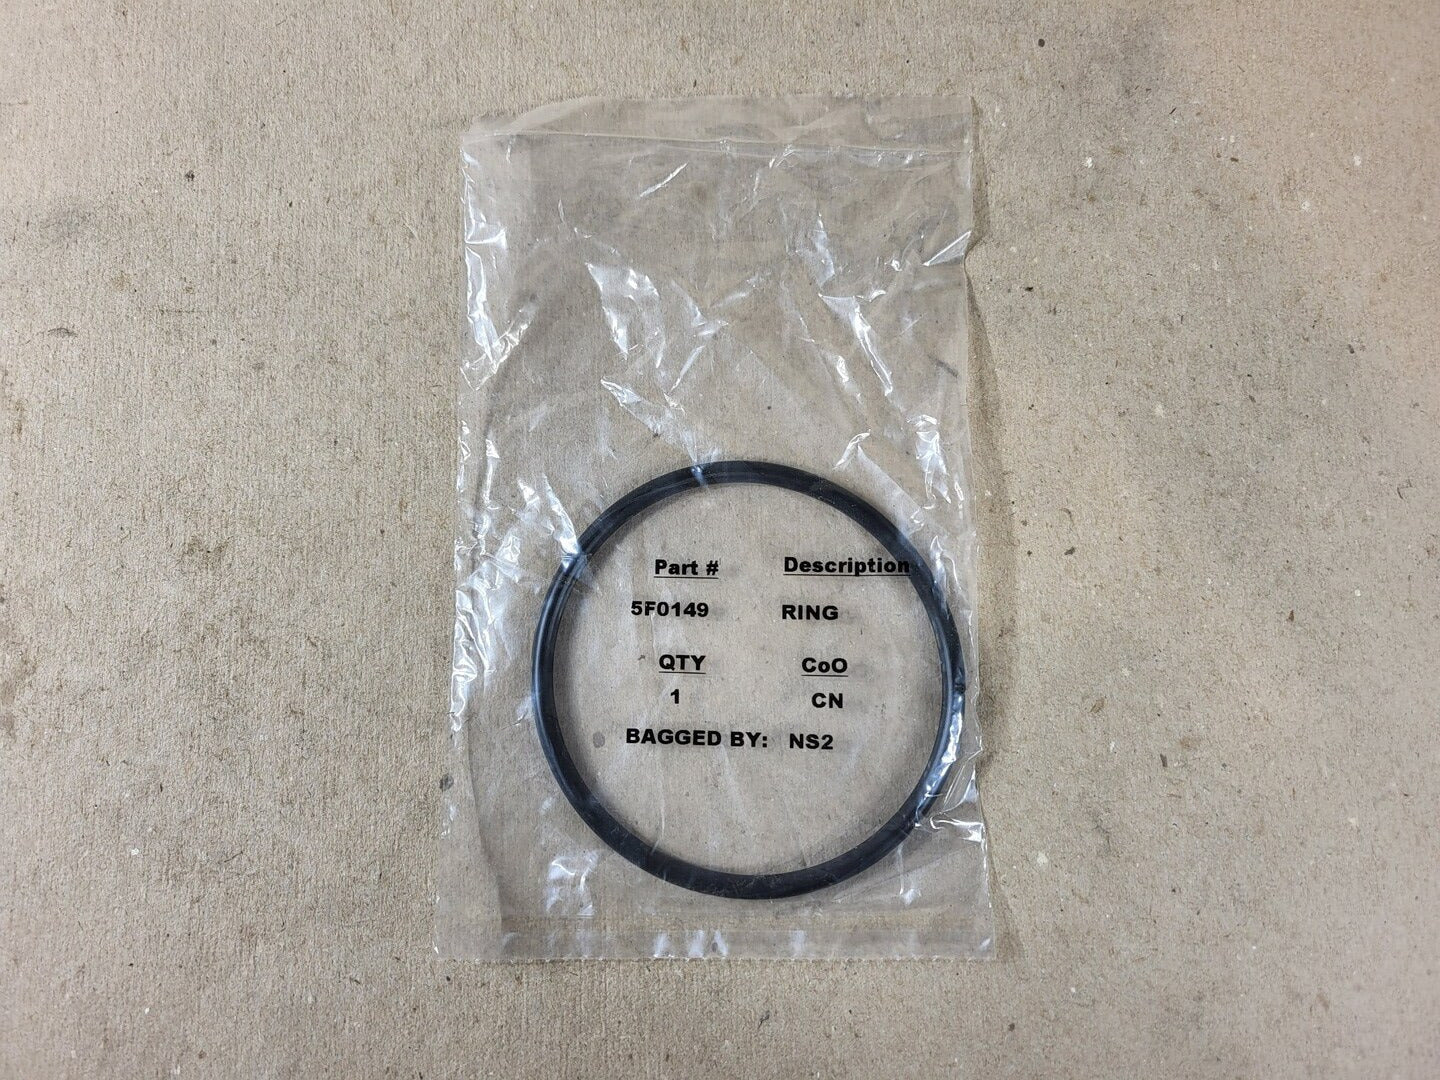 Part # Description
5F0149 RING
QTY CoO
1 CN
BAGGED BY: NS2